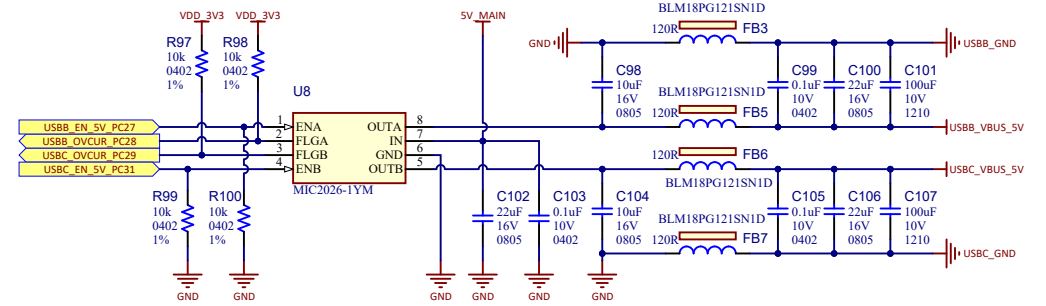 VDD_3V3 VDD_3V3
R97
10k
0402
1%
R98
10k
0402
1%
USBB_EN_5V_PC27
USBB_OVCUR_PC28
USBC_OVCUR_PC29
USBC_EN_5V_PC31
R99
10k
0402
1%
R100
10k
0402
1%
GND
GND
U8
1 ENA
2 FLGA
3 FLGB
4 ENB
OUTA 8
IN 7
GND 6
OUTB 5
MIC2026-1YM
5V_MAIN
GND
GND
GND
GND
C102
22uF
16V
0805
C103
0.1uF
10V
0402
C104
10uF
16V
0805
GND
BLM18PG121SN1D
120R
FB3
C98
10uF
16V
0805
BLM18PG121SN1D
120R
FB5
C99
0.1uF
10V
0402
C100
22uF
16V
0805
C101
100uF
10V
1210
USBB_GND
USBB_VBUS_5V
120R
FB6
BLM18PG121SN1D
BLM18PG121SN1D
120R
FB7
C105
0.1uF
10V
0402
C106
22uF
16V
0805
C107
100uF
10V
1210
USBC_VBUS_5V
USBC_GND